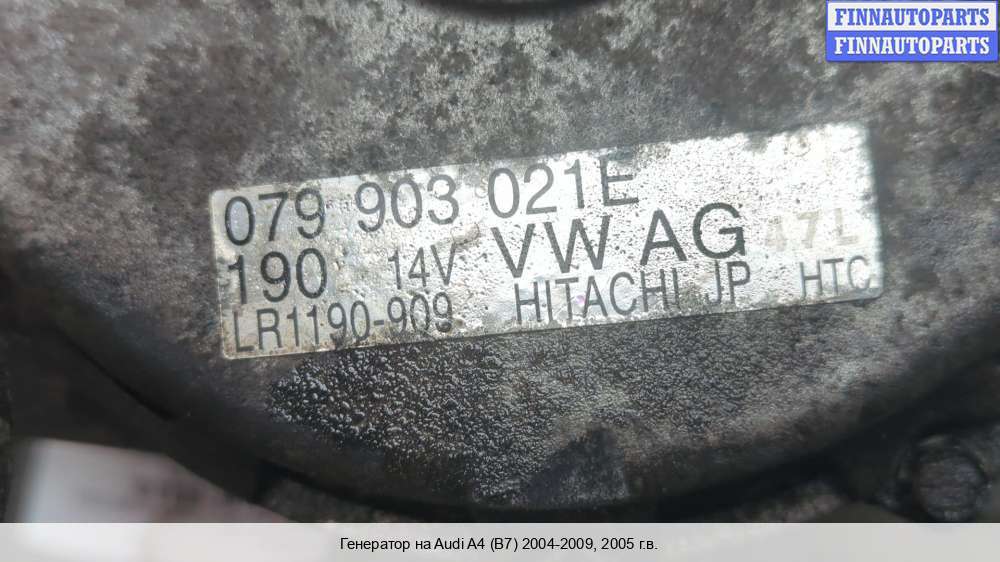 FINNAUTOPARTS
FINNAUTOPARTS
079 903 021E
190 14V VW AG 47L
LR1190-909 HITACHI JP HTC
Генератор на Audi A4 (B7) 2004-2009, 2005 г.в.